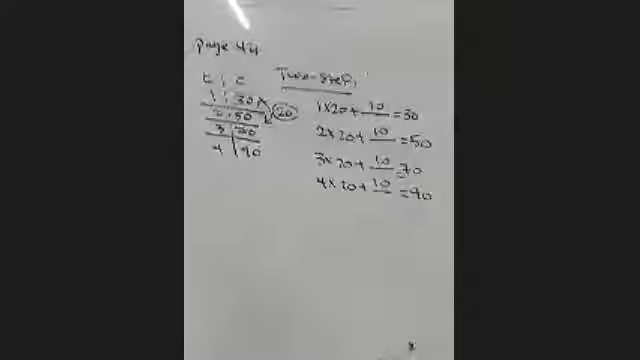 Page 44
Two-Step,
t | c
1 | 30
20
2 | 50
3 | 70
4 | 90
1x20+ 10 =30
2x20+ 10 =50
3x20+ 10 =70
4x20+ 10 =90